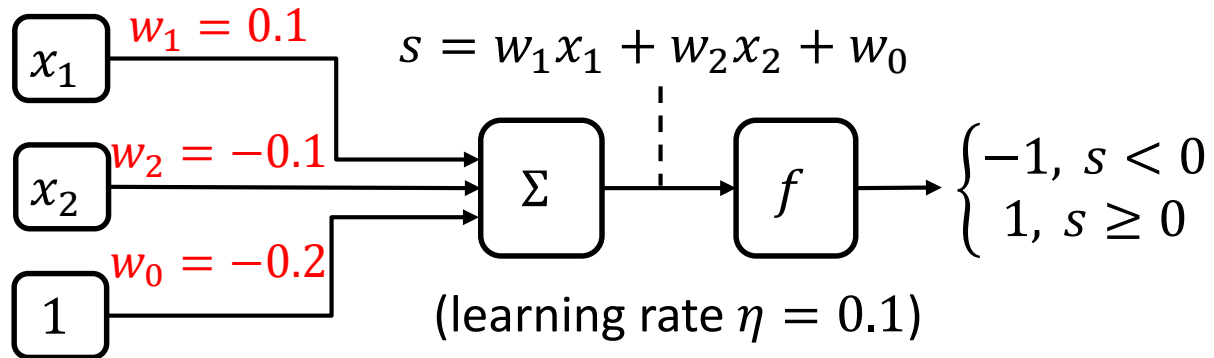 w₁ = 0.1
x₁
s = w₁x₁ + w₂x₂ + w₀
w₂ = −0.1
x₂
Σ
f
−1, s < 0
1, s ≥ 0
w₀ = −0.2
1
(learning rate η = 0.1)